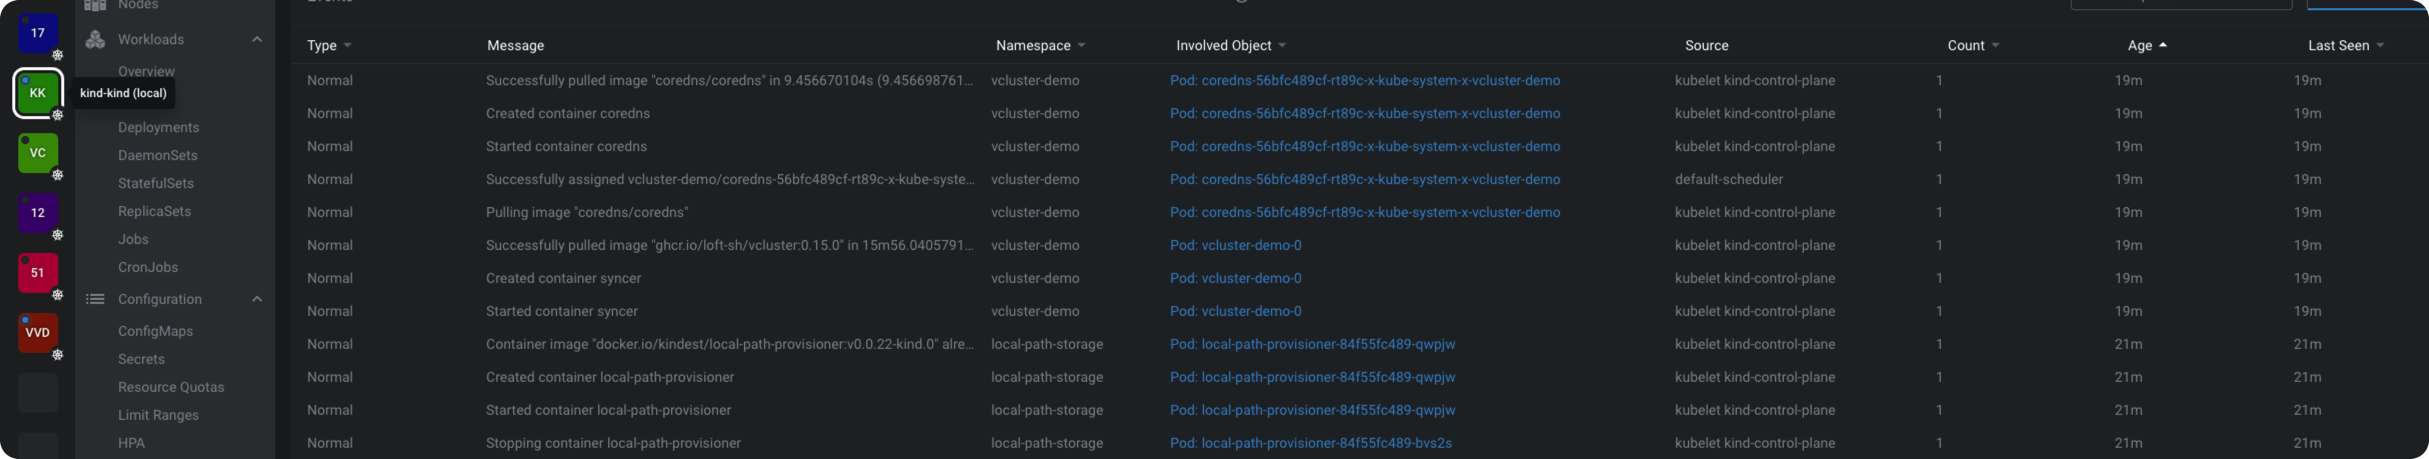 Nodes
17
Workloads
Overview
KK
kind-kind (local)
Deployments
VC
DaemonSets
StatefulSets
12
ReplicaSets
Jobs
51
CronJobs
Configuration
VVD
ConfigMaps
Secrets
Resource Quotas
Limit Ranges
HPA
Type Message Namespace Involved Object Source Count Age Last Seen
Normal Successfully pulled image "coredns/coredns" in 9.456670104s (9.456698761... vcluster-demo Pod: coredns-56bfc489cf-rt89c-x-kube-system-x-vcluster-demo kubelet kind-control-plane 1 19m 19m
Normal Created container coredns vcluster-demo Pod: coredns-56bfc489cf-rt89c-x-kube-system-x-vcluster-demo kubelet kind-control-plane 1 19m 19m
Normal Started container coredns vcluster-demo Pod: coredns-56bfc489cf-rt89c-x-kube-system-x-vcluster-demo kubelet kind-control-plane 1 19m 19m
Normal Successfully assigned vcluster-demo/coredns-56bfc489cf-rt89c-x-kube-syste... vcluster-demo Pod: coredns-56bfc489cf-rt89c-x-kube-system-x-vcluster-demo default-scheduler 1 19m 19m
Normal Pulling image "coredns/coredns" vcluster-demo Pod: coredns-56bfc489cf-rt89c-x-kube-system-x-vcluster-demo kubelet kind-control-plane 1 19m 19m
Normal Successfully pulled image "ghcr.io/loft-sh/vcluster:0.15.0" in 15m56.0405791... vcluster-demo Pod: vcluster-demo-0 kubelet kind-control-plane 1 19m 19m
Normal Created container syncer vcluster-demo Pod: vcluster-demo-0 kubelet kind-control-plane 1 19m 19m
Normal Started container syncer vcluster-demo Pod: vcluster-demo-0 kubelet kind-control-plane 1 19m 19m
Normal Container image "docker.io/kindest/local-path-provisioner:v0.0.22-kind.0" alre... local-path-storage Pod: local-path-provisioner-84f55fc489-qwpjw kubelet kind-control-plane 1 21m 21m
Normal Created container local-path-provisioner local-path-storage Pod: local-path-provisioner-84f55fc489-qwpjw kubelet kind-control-plane 1 21m 21m
Normal Started container local-path-provisioner local-path-storage Pod: local-path-provisioner-84f55fc489-qwpjw kubelet kind-control-plane 1 21m 21m
Normal Stopping container local-path-provisioner local-path-storage Pod: local-path-provisioner-84f55fc489-bvs2s kubelet kind-control-plane 1 21m 21m